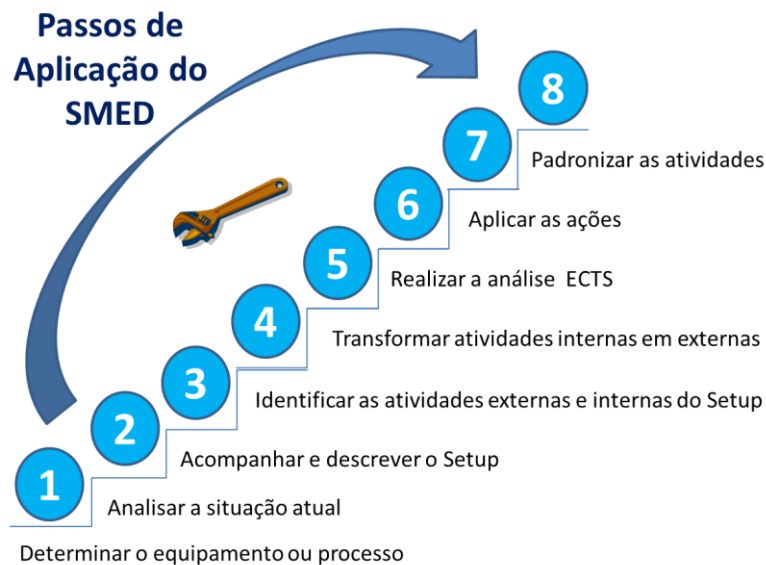 Passos de
Aplicação do
SMED
8
7
Padronizar as atividades
6
Aplicar as ações
5
Realizar a análise ECTS
4
Transformar atividades internas em externas
3
Identificar as atividades externas e internas do Setup
2
Acompanhar e descrever o Setup
1
Analisar a situação atual
Determinar o equipamento ou processo